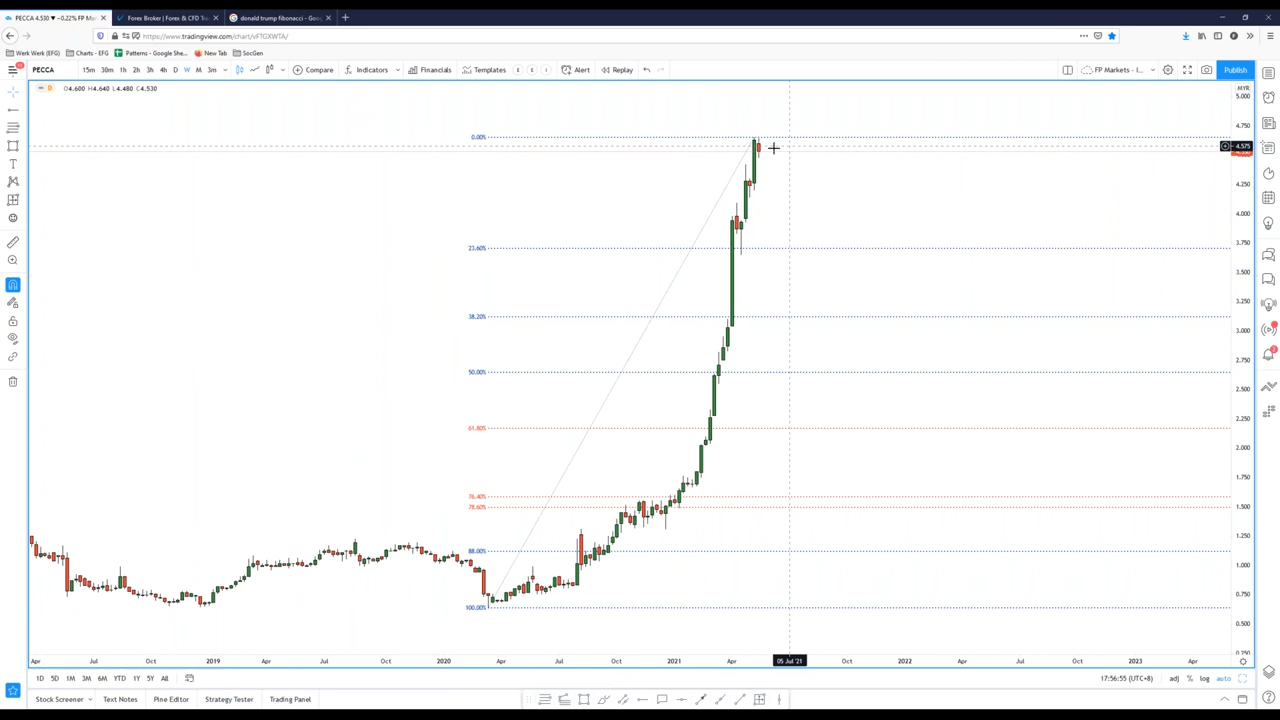 PECCA 4.530 ▼ −0.22% FP Ma
Forex Broker | Forex & CFD Tra
donald trump fibonacci - Goo
https://www.tradingview.com/chart/vFTGXWTA/
Werk Werk (EFG)
Charts - EFG
Patterns - Google She...
New Tab
SocGen
PECCA
15m 30m 1h 2h 3h 4h D W M 3m
Compare
Indicators
Financials
Templates
E E I
Alert
Replay
FP Markets - I...
Publish
D
O4.600 H4.640 L4.480 C4.530
MYR
5.000
4.750
4.575
4.250
4.000
3.750
3.500
3.250
3.000
2.750
2.500
2.250
2.000
1.750
1.500
1.250
1.000
0.750
0.500
0.250
0.00%
23.60%
38.20%
50.00%
61.80%
76.40%
78.60%
88.00%
100.00%
Apr Jul Oct 2019 Apr Jul Oct 2020 Apr Jul Oct 2021 Apr 05 Jul '21 Oct 2022 Apr Jul Oct 2023 Apr
1D 5D 1M 3M 6M YTD 1Y 5Y All
17:56:55 (UTC+8)
adj % log auto
Stock Screener
Text Notes
Pine Editor
Strategy Tester
Trading Panel